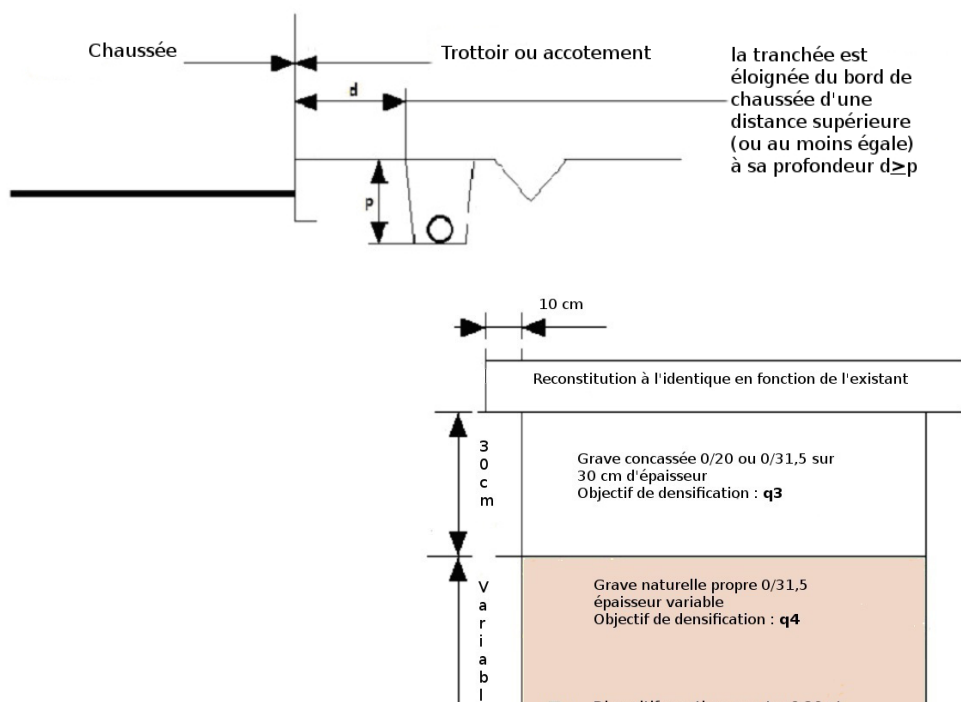 Chaussée
Trottoir ou accotement
la tranchée est
éloignée du bord de
chaussée d'une
distance supérieure
(ou au moins égale)
à sa profondeur d≥p
d
p
10 cm
Reconstitution à l'identique en fonction de l'existant
30cm
Grave concassée 0/20 ou 0/31,5 sur
30 cm d'épaisseur
Objectif de densification : q3
Variabl
Grave naturelle propre 0/31,5
épaisseur variable
Objectif de densification : q4